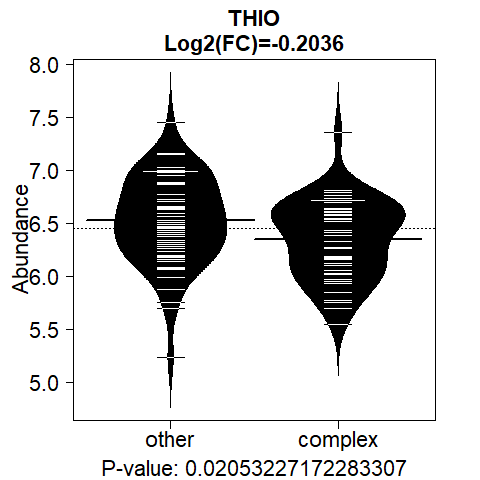 THIO
Log2(FC)=-0.2036
Abundance
8.0
7.5
7.0
6.5
6.0
5.5
5.0
other complex
P-value: 0.02053227172283307